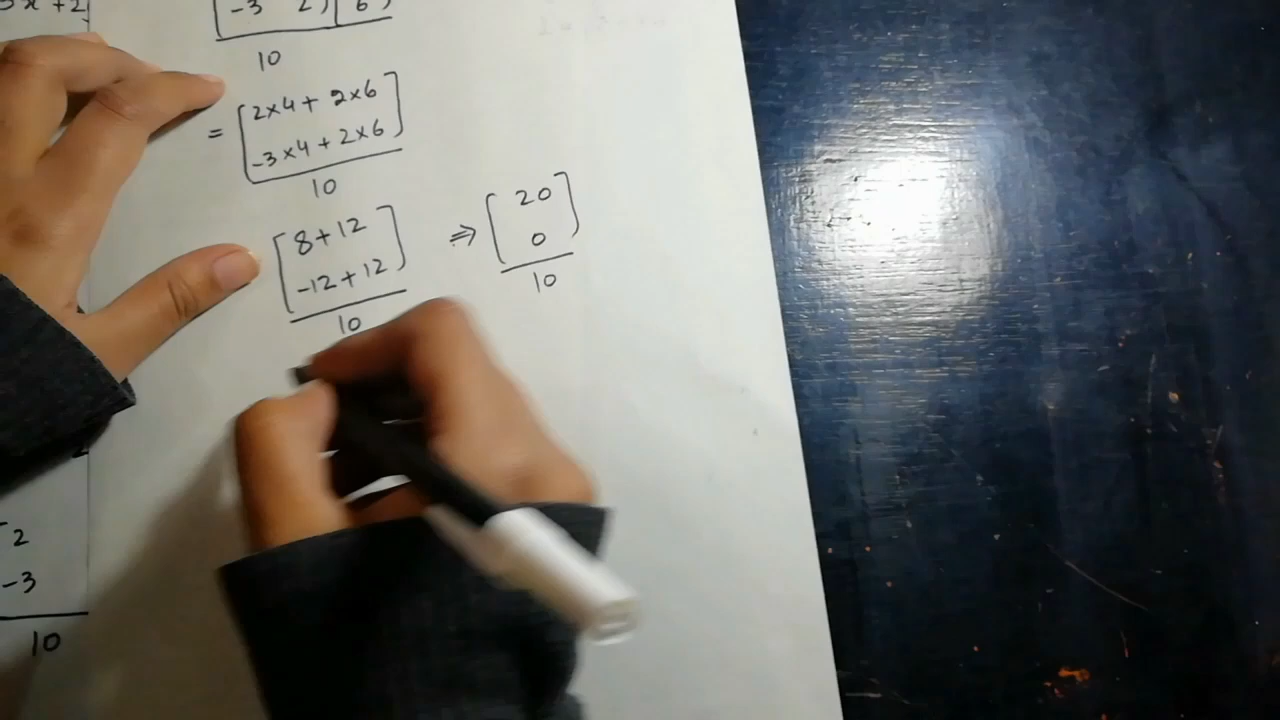 x + 2
-3 2 6
10
= [ 2×4 + 2×6
-3×4 + 2×6 ]
10
[ 8 + 12
-12 + 12 ]
10
⇒ [ 20
0 ]
10
2
-3
10